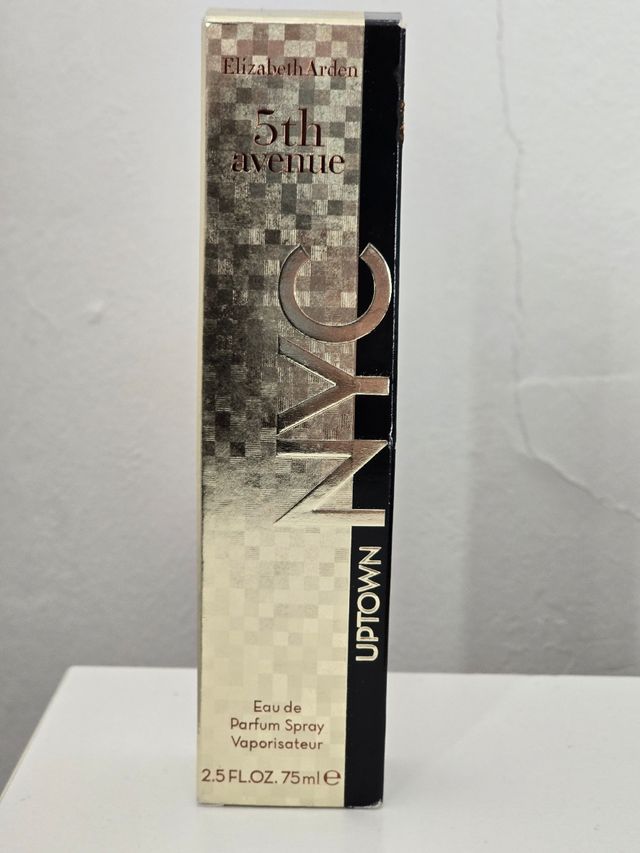 Elizabeth Arden
5th
avenue
NYC
UPTOWN
Eau de
Parfum Spray
Vaporisateur
2.5 FL.OZ. 75ml ℮